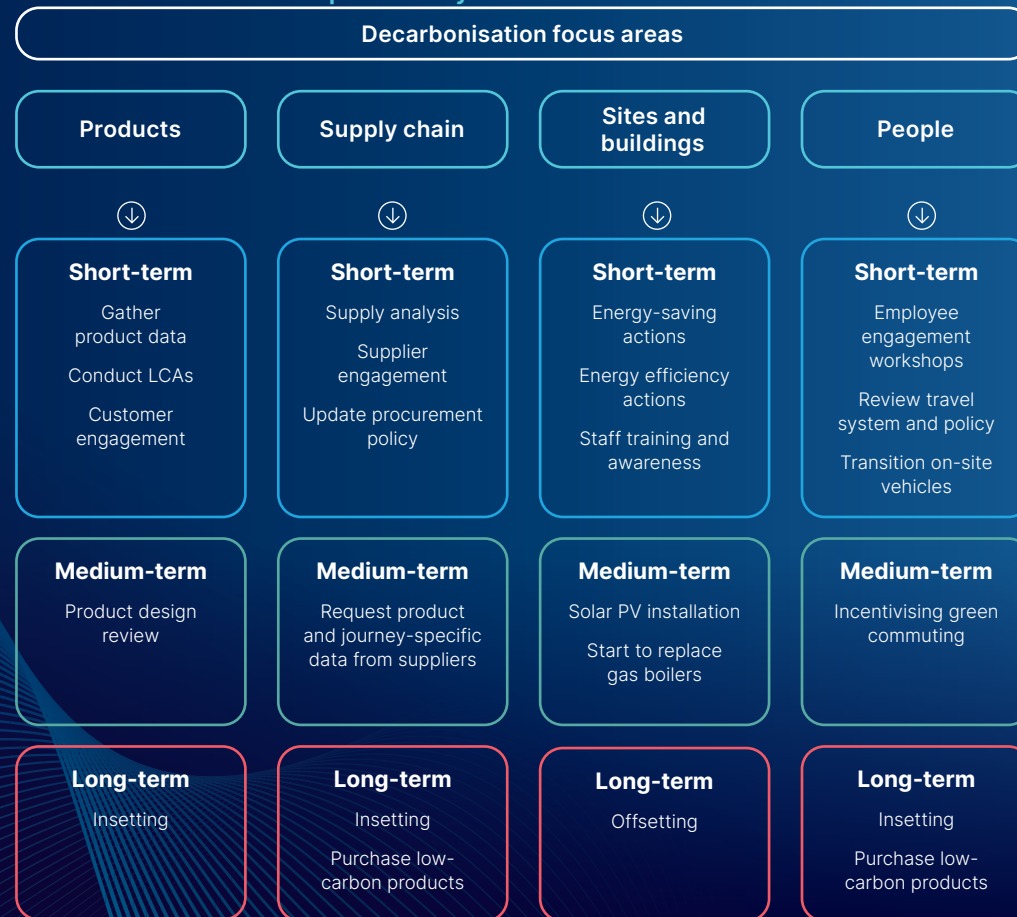 Decarbonisation focus areas
Products
Supply chain
Sites and
buildings
People
Short-term
Gather
product data
Conduct LCAs
Customer
engagement
Short-term
Supply analysis
Supplier
engagement
Update procurement
policy
Short-term
Energy-saving
actions
Energy efficiency
actions
Staff training and
awareness
Short-term
Employee
engagement
workshops
Review travel
system and policy
Transition on-site
vehicles
Medium-term
Product design
review
Medium-term
Request product
and journey-specific
data from suppliers
Medium-term
Solar PV installation
Start to replace
gas boilers
Medium-term
Incentivising green
commuting
Long-term
Insetting
Long-term
Insetting
Purchase low-
carbon products
Long-term
Offsetting
Long-term
Insetting
Purchase low-
carbon products